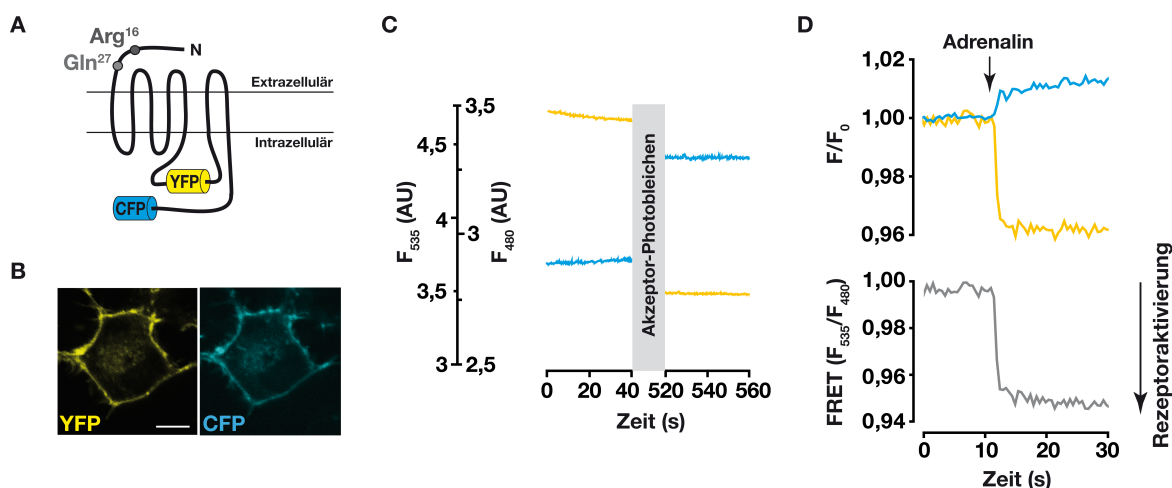 A
Arg16
Gln27
N
Extrazellulär
Intrazellulär
YFP
CFP
B
YFP
CFP
C
3,5
4,5
4
3
3,5
3
2,5
F535 (AU)
F480 (AU)
Akzeptor-Photobleichen
0
20
40
520
540
560
Zeit (s)
D
Adrenalin
1,02
1,00
0,98
0,96
F/F0
1,00
0,98
0,96
0,94
FRET (F535/F480)
Rezeptoraktivierung
0
10
20
30
Zeit (s)